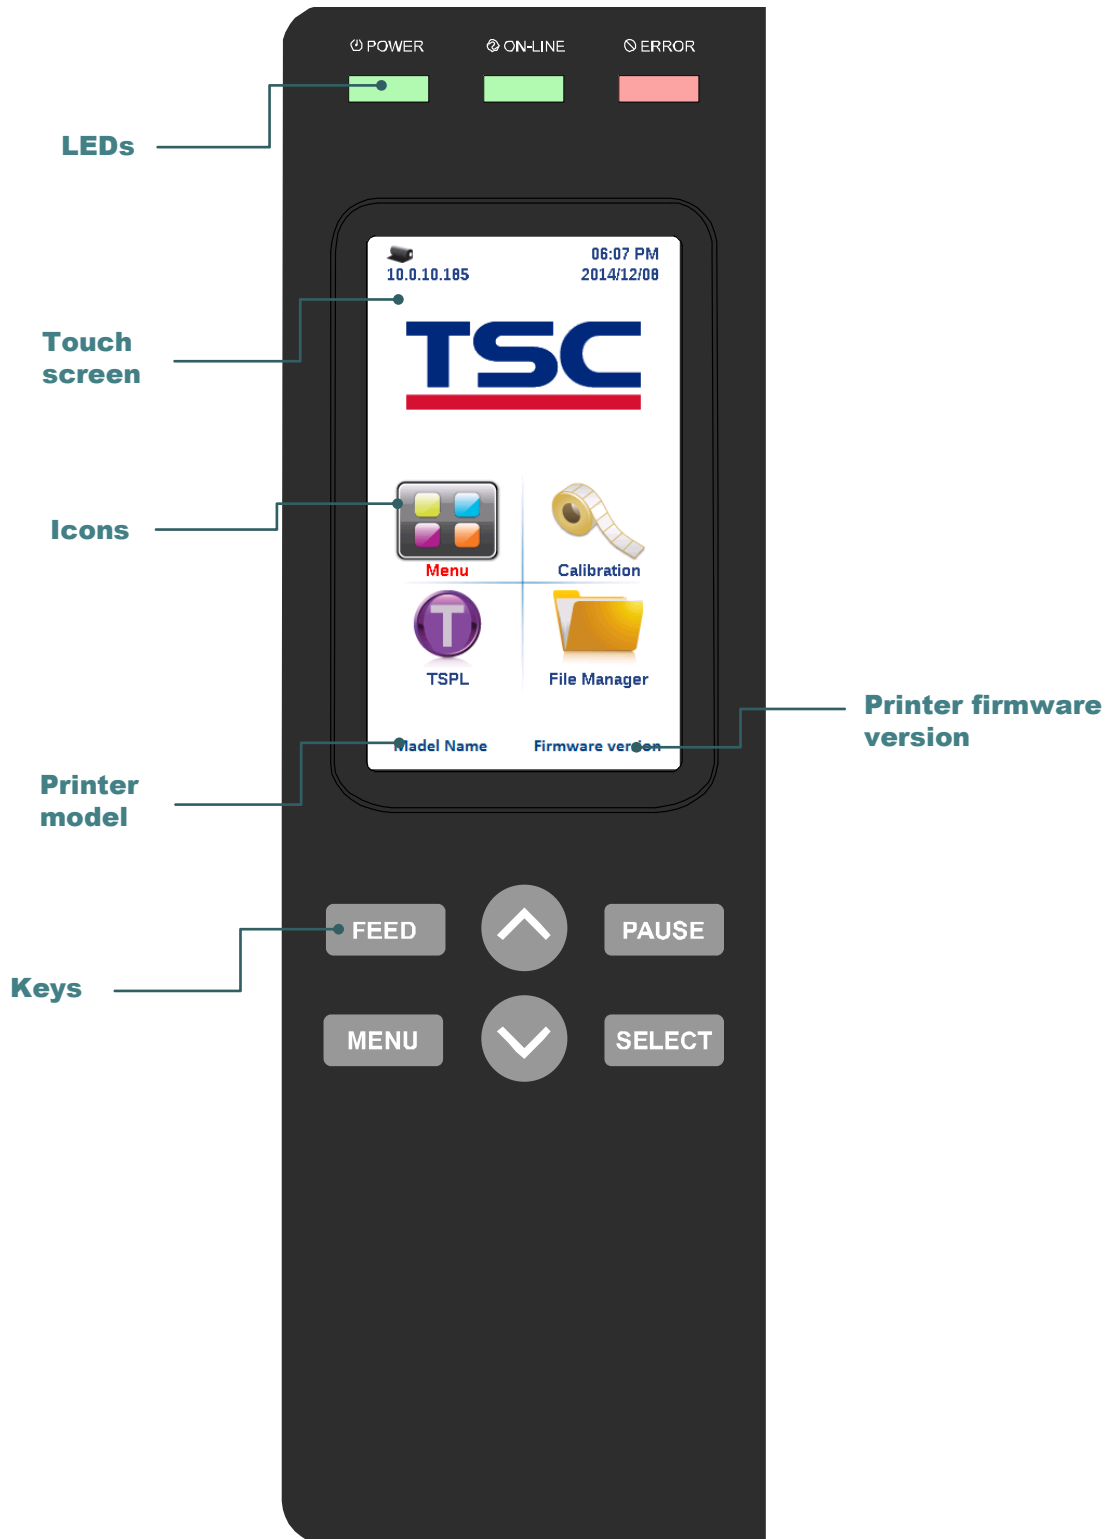 POWER
ON-LINE
ERROR
LEDs
10.0.10.185
06:07 PM
2014/12/08
TSC
Touch
screen
Icons
Menu
Calibration
TSPL
File Manager
Printer firmware
version
Madel Name
Firmware version
Printer
model
FEED
PAUSE
Keys
MENU
SELECT